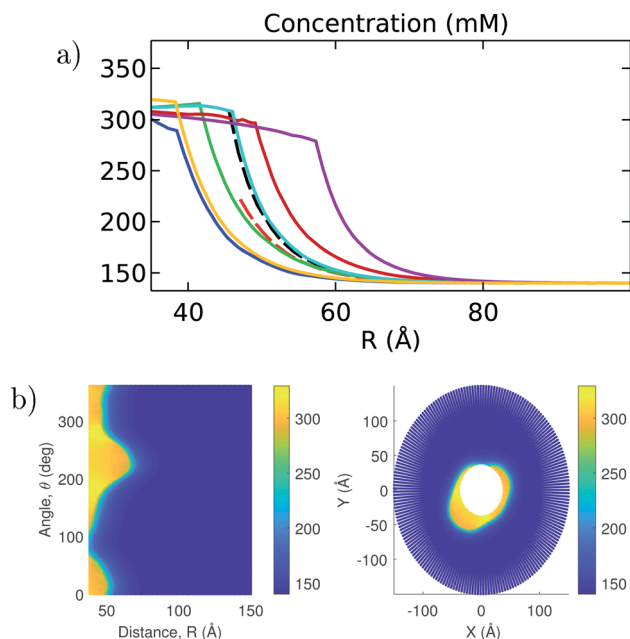 Concentration (mM)
a)
350
300
250
200
150
40 60 80
R (Å)
b)
300
200
100
0
50 100 150
Angle, θ (deg)
Distance, R (Å)
300
250
200
150
100
50
0
-50
-100
-100 0 100
Y (Å)
X (Å)
300
250
200
150